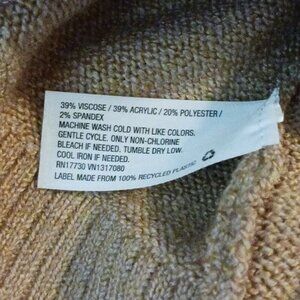 39% VISCOSE / 39% ACRYLIC / 20% POLYESTER /
2% SPANDEX
MACHINE WASH COLD WITH LIKE COLORS.
GENTLE CYCLE. ONLY NON-CHLORINE
BLEACH IF NEEDED. TUMBLE DRY LOW.
COOL IRON IF NEEDED.
RN17730 VN1317080
LABEL MADE FROM 100% RECYCLED PLASTIC